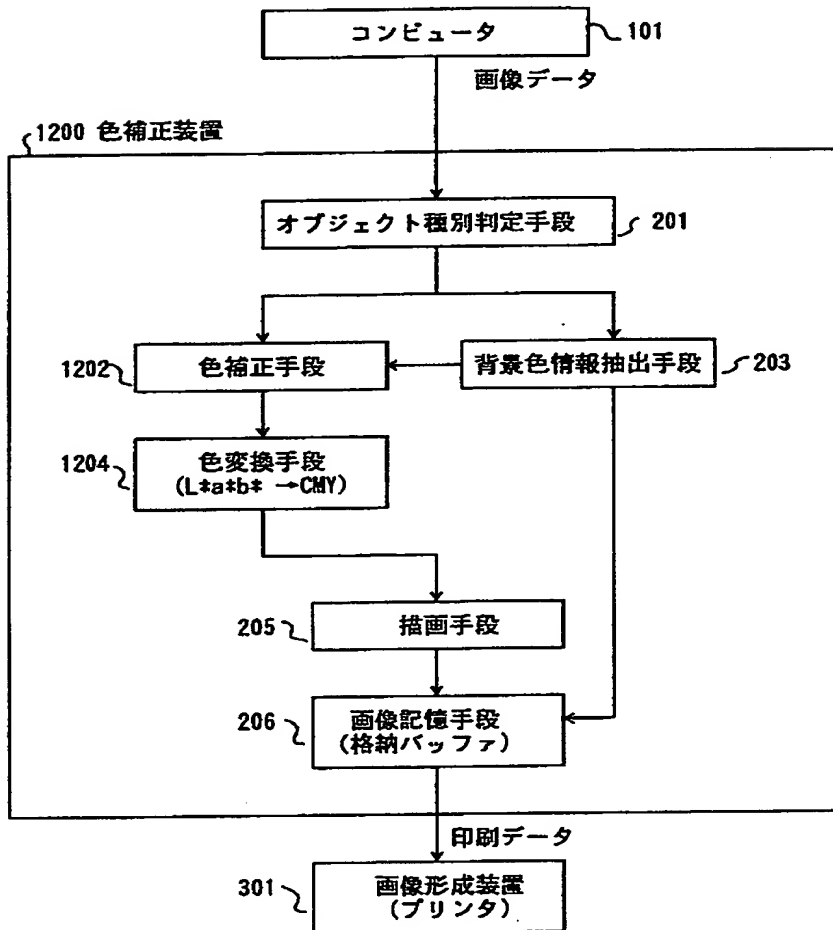 コンピュータ
101
画像データ
1200 色補正装置
オブジェクト種別判定手段
201
1202
色補正手段
背景色情報抽出手段
203
1204
色変換手段
(L*a*b* →CMY)
205
描画手段
206
画像記憶手段
(格納バッファ)
印刷データ
301
画像形成装置
(プリンタ)